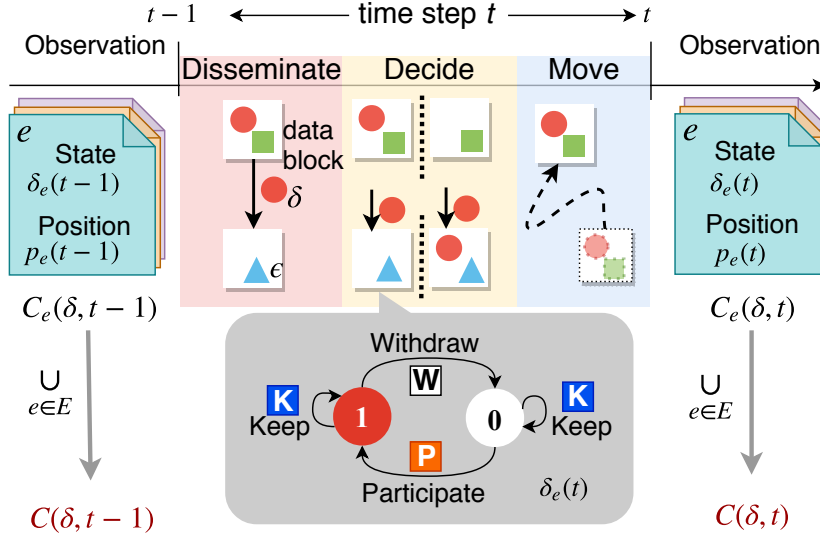 t − 1
time step t
t
Observation
Observation
Disseminate
Decide
Move
e
State
δₑ(t − 1)
Position
pₑ(t − 1)
data
block
δ
ϵ
e
State
δₑ(t)
Position
pₑ(t)
Cₑ(δ, t − 1)
Cₑ(δ, t)
Withdraw
W
K
Keep
1
0
K
Keep
P
Participate
δₑ(t)
∪
e∈E
∪
e∈E
C(δ, t − 1)
C(δ, t)